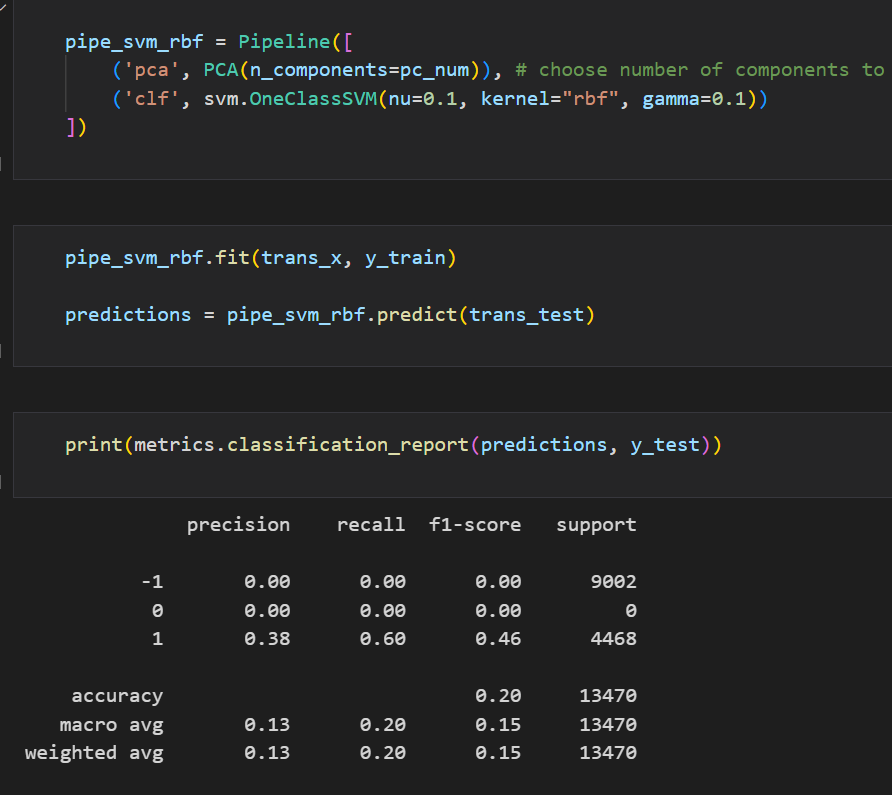 pipe_svm_rbf = Pipeline([
('pca', PCA(n_components=pc_num)), # choose number of components to
('clf', svm.OneClassSVM(nu=0.1, kernel="rbf", gamma=0.1))
])
pipe_svm_rbf.fit(trans_x, y_train)
predictions = pipe_svm_rbf.predict(trans_test)
print(metrics.classification_report(predictions, y_test))
precision recall f1-score support
-1 0.00 0.00 0.00 9002
0 0.00 0.00 0.00 0
1 0.38 0.60 0.46 4468
accuracy 0.20 13470
macro avg 0.13 0.20 0.15 13470
weighted avg 0.13 0.20 0.15 13470